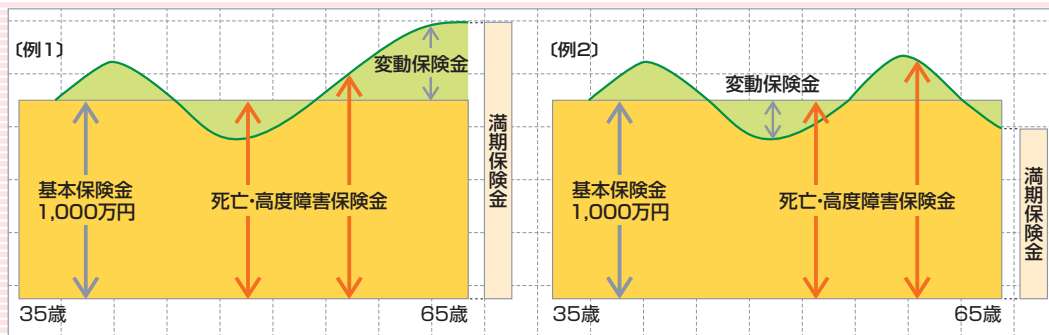 〔例1〕
変動保険金
基本保険金
1,000万円
死亡・高度障害保険金
満期保険金
35歳
65歳
〔例2〕
変動保険金
基本保険金
1,000万円
死亡・高度障害保険金
満期保険金
35歳
65歳